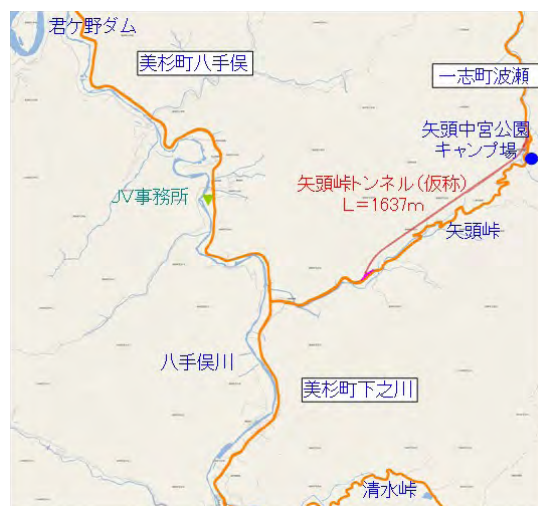 君ケ野ダム
美杉町八手俣
一志町波瀬
矢頭中宮公園
キャンプ場
JV事務所
矢頭峠トンネル(仮称)
L=1637m
矢頭峠
八手俣川
美杉町下之川
清水峠